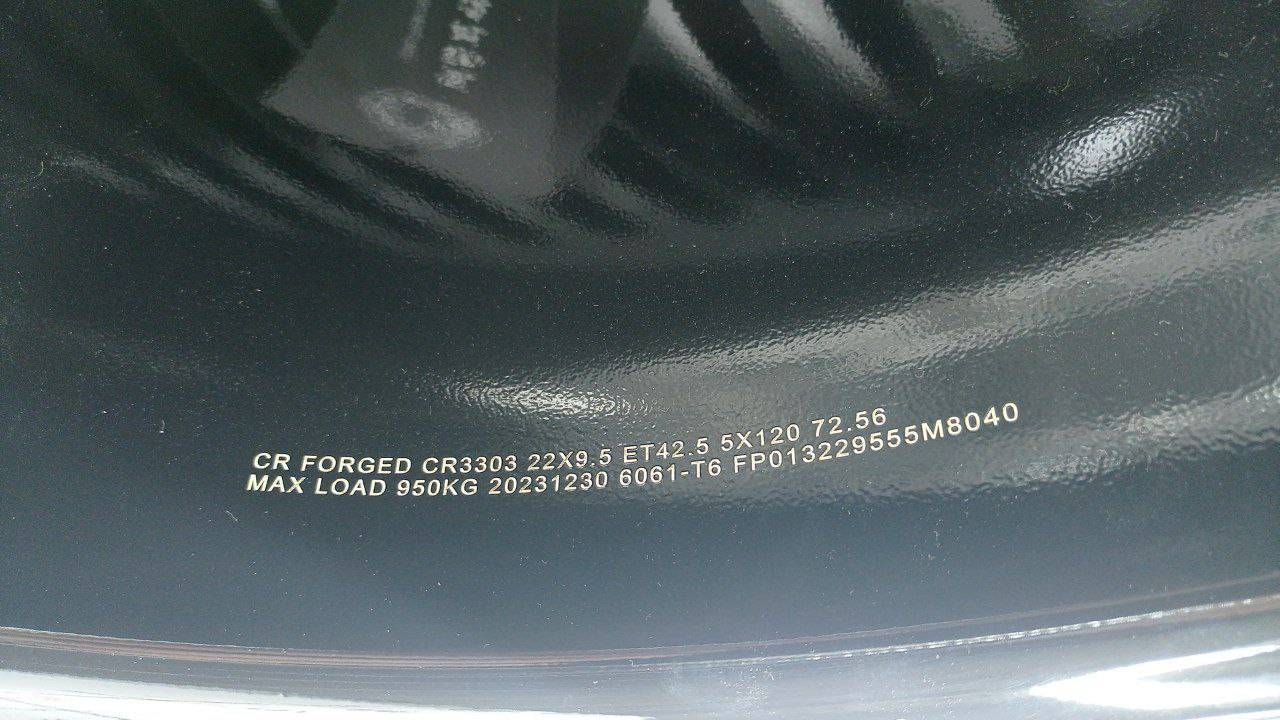 CR FORGED CR3303 22X9.5 ET42.5 5X120 72.56
MAX LOAD 950KG 20231230 6061-T6 FP013229555M8040